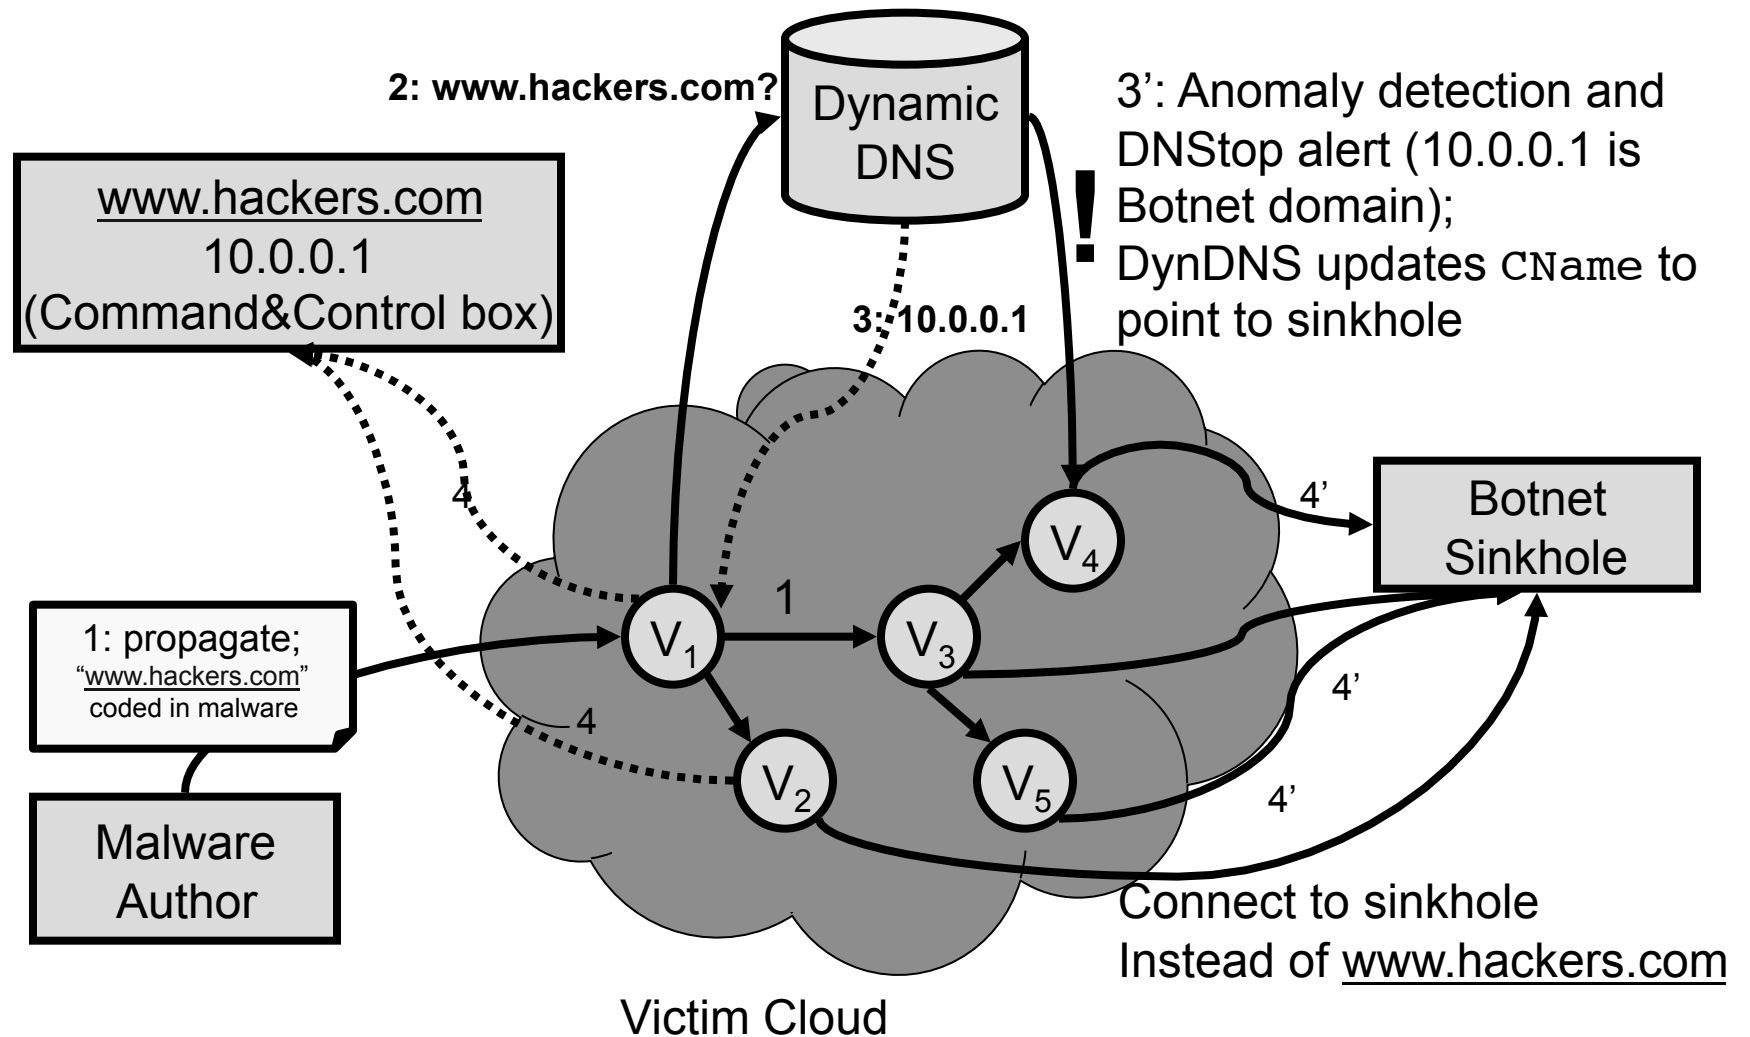 2: www.hackers.com?
Dynamic
DNS
3’: Anomaly detection and
DNStop alert (10.0.0.1 is
Botnet domain);
DynDNS updates CName to
point to sinkhole
!
www.hackers.com
10.0.0.1
(Command&Control box)
3: 10.0.0.1
4
4’
Botnet
Sinkhole
V4
1: propagate;
“www.hackers.com”
coded in malware
V1
1
V3
4’
4
V2
V5
4’
Malware
Author
Connect to sinkhole
Instead of www.hackers.com
Victim Cloud